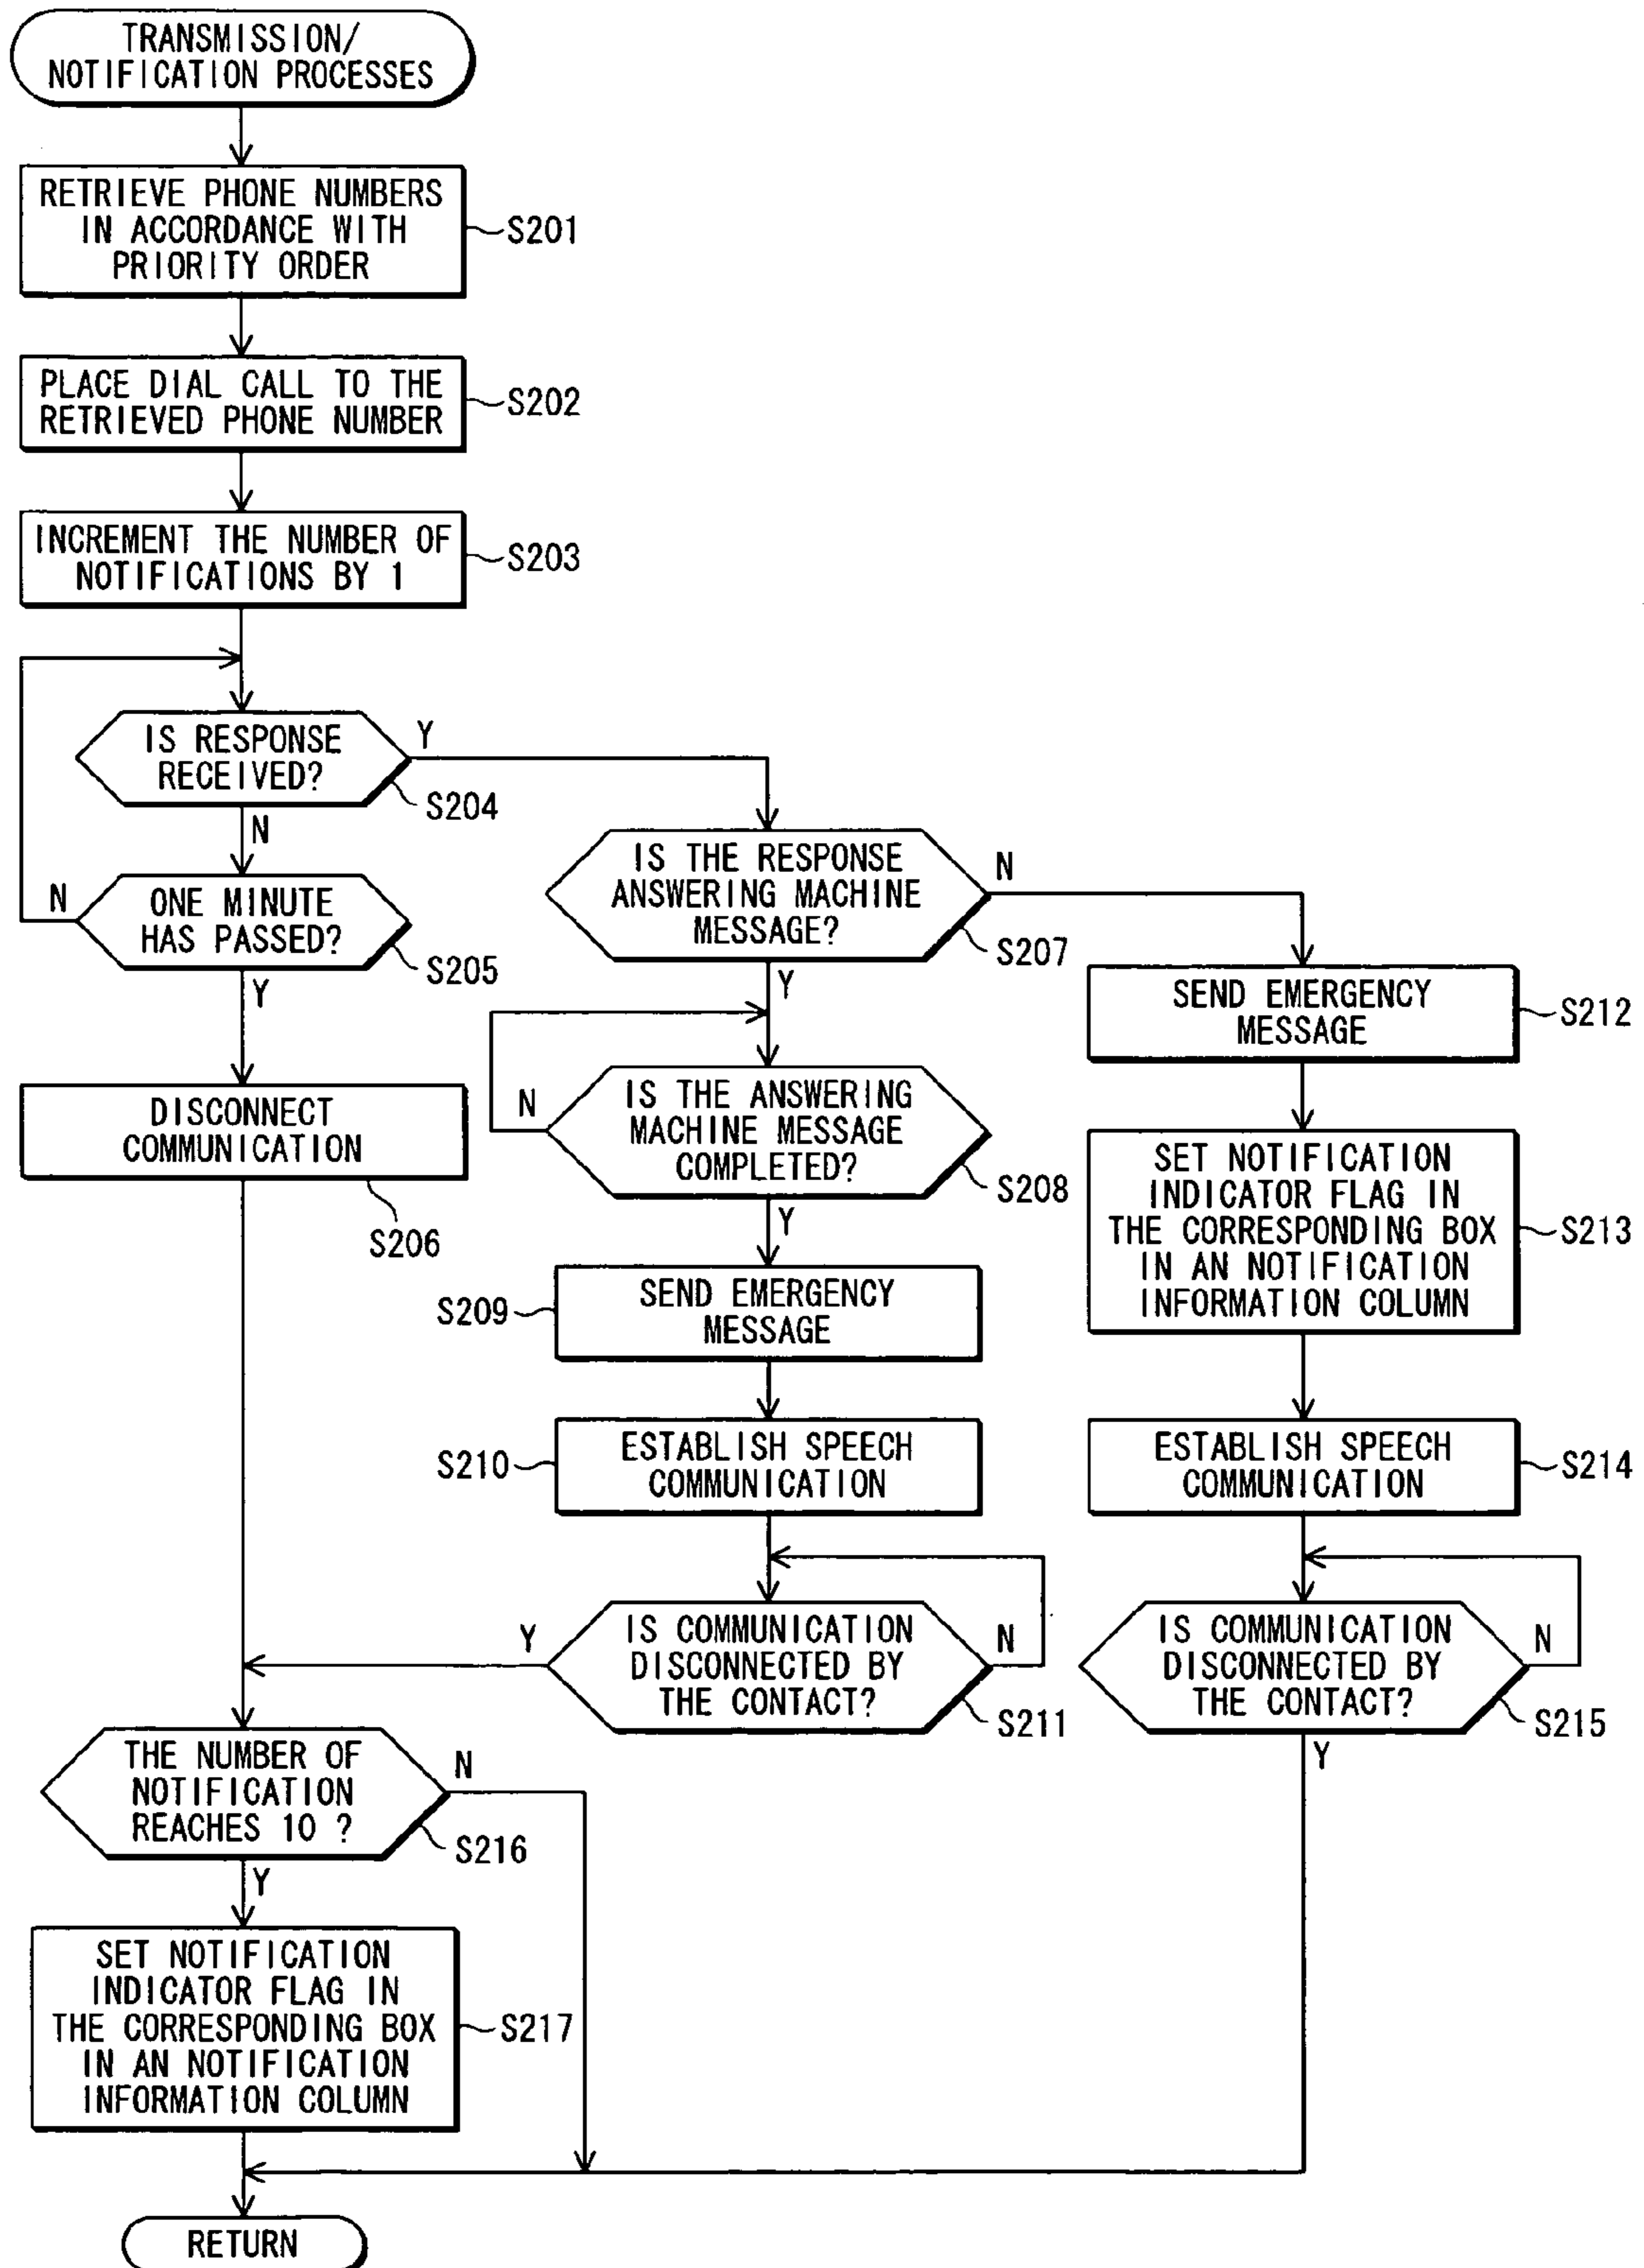 TRANSMISSION/
NOTIFICATION PROCESSES
RETRIEVE PHONE NUMBERS
IN ACCORDANCE WITH
PRIORITY ORDER
S201
PLACE DIAL CALL TO THE
RETRIEVED PHONE NUMBER
S202
INCREMENT THE NUMBER OF
NOTIFICATIONS BY 1
S203
IS RESPONSE
RECEIVED?
Y
S204
N
ONE MINUTE
HAS PASSED?
N
S205
Y
DISCONNECT
COMMUNICATION
S206
IS THE RESPONSE
ANSWERING MACHINE
MESSAGE?
N
S207
Y
IS THE ANSWERING
MACHINE MESSAGE
COMPLETED?
N
S208
Y
SEND EMERGENCY
MESSAGE
S209
ESTABLISH SPEECH
COMMUNICATION
S210
IS COMMUNICATION
DISCONNECTED BY
THE CONTACT?
Y
N
S211
SEND EMERGENCY
MESSAGE
S212
SET NOTIFICATION
INDICATOR FLAG IN
THE CORRESPONDING BOX
IN AN NOTIFICATION
INFORMATION COLUMN
S213
ESTABLISH SPEECH
COMMUNICATION
S214
IS COMMUNICATION
DISCONNECTED BY
THE CONTACT?
N
S215
Y
THE NUMBER OF
NOTIFICATION
REACHES 10 ?
N
S216
Y
SET NOTIFICATION
INDICATOR FLAG IN
THE CORRESPONDING BOX
IN AN NOTIFICATION
INFORMATION COLUMN
S217
RETURN